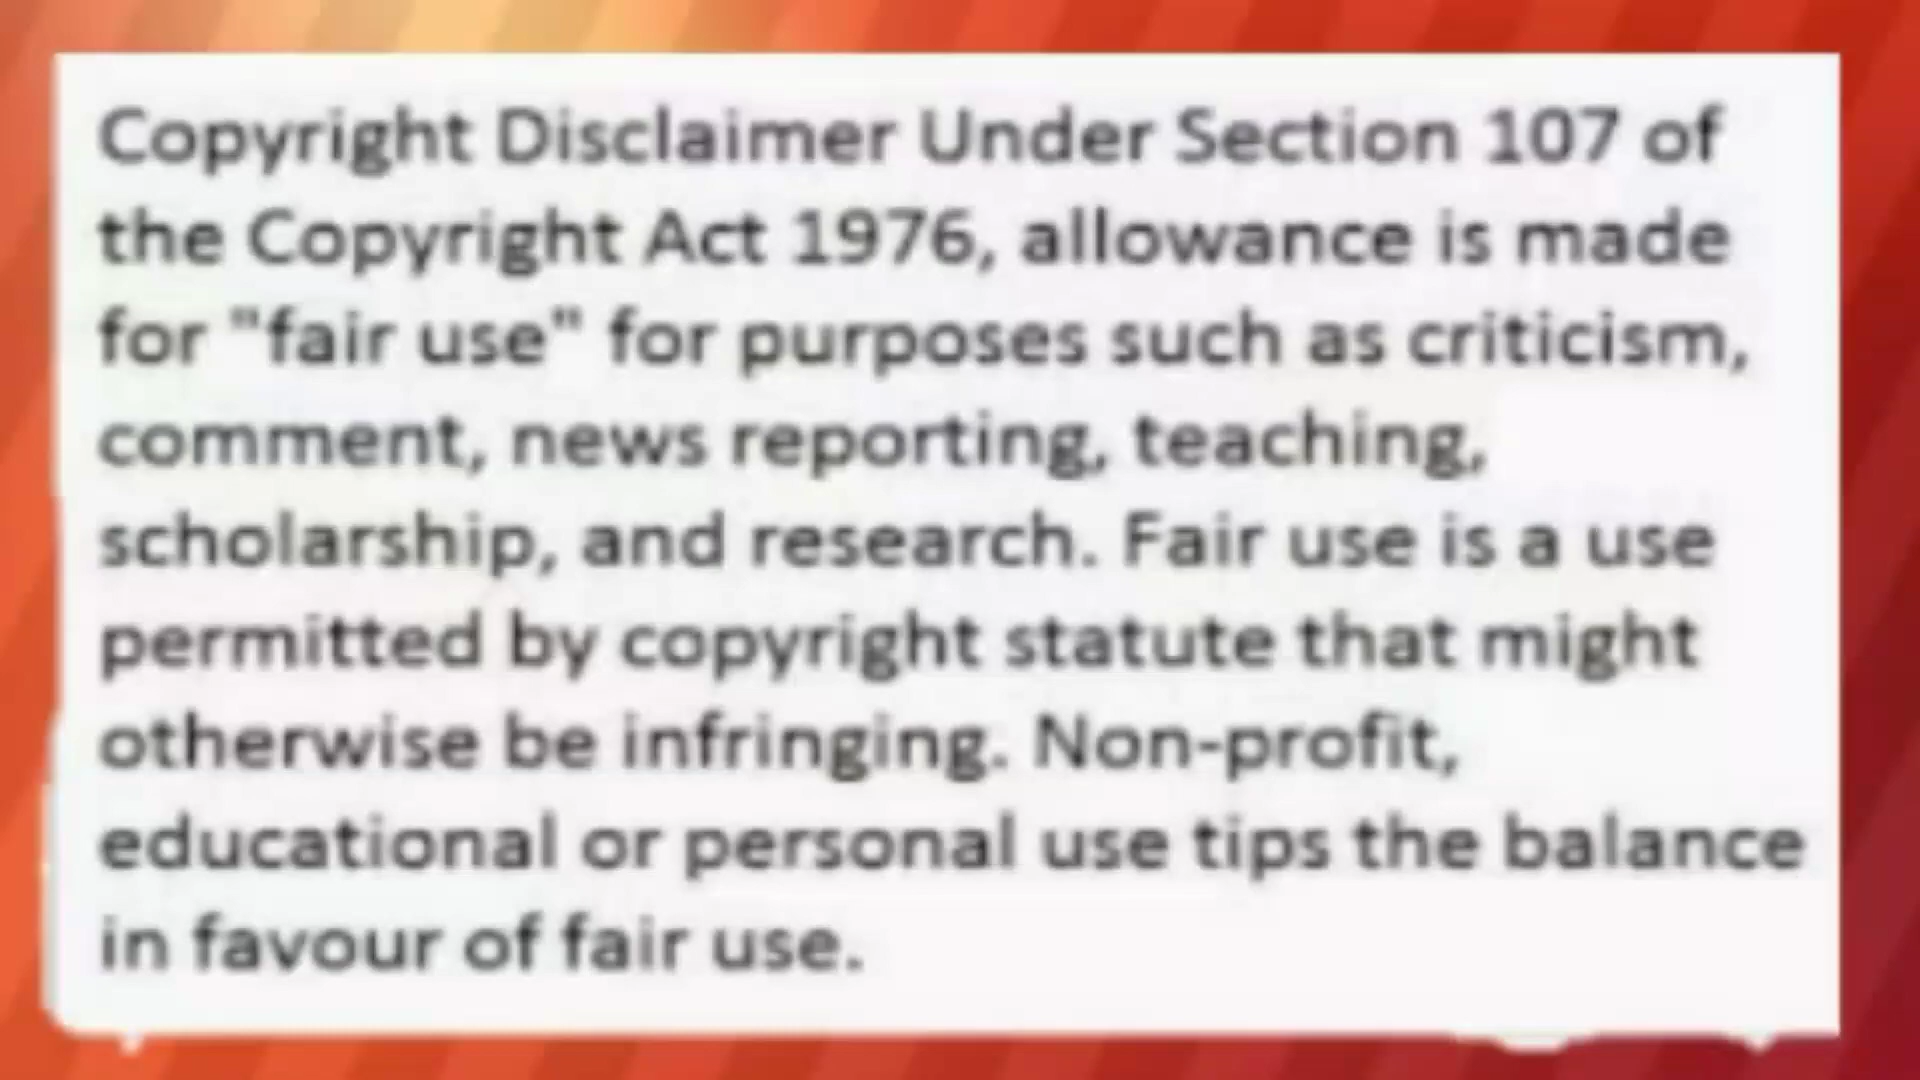 Copyright Disclaimer Under Section 107 of
the Copyright Act 1976, allowance is made
for "fair use" for purposes such as criticism,
comment, news reporting, teaching,
scholarship, and research. Fair use is a use
permitted by copyright statute that might
otherwise be infringing. Non-profit,
educational or personal use tips the balance
in favour of fair use.